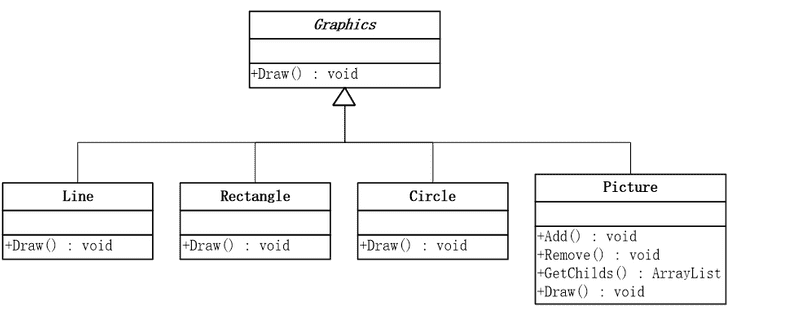 Graphics
+Draw() : void
Line
+Draw() : void
Rectangle
+Draw() : void
Circle
+Draw() : void
Picture
+Add() : void
+Remove() : void
+GetChilds() : ArrayList
+Draw() : void